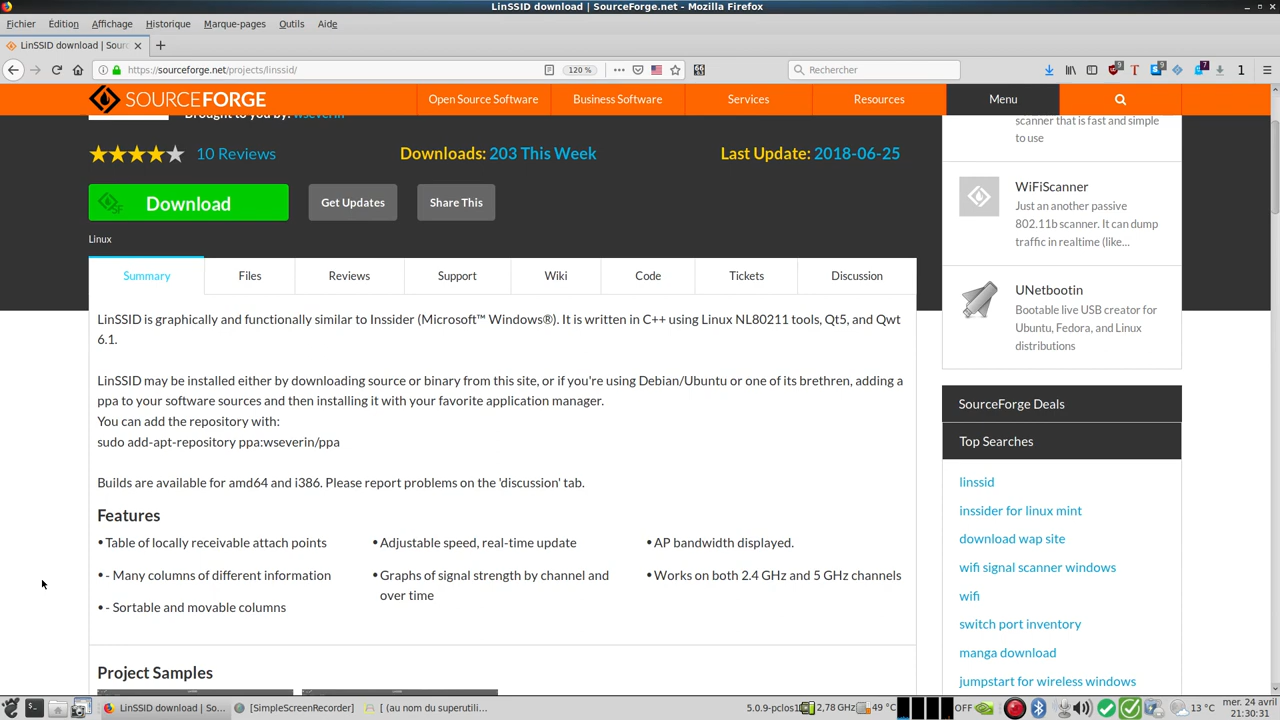 LinSSID download | SourceForge.net - Mozilla Firefox
Fichier Édition Affichage Historique Marque-pages Outils Aide
LinSSID download | Sour
https://sourceforge.net/projects/linssid/
120 %
Rechercher
9
9
7
1
SOURCEFORGE
Open Source Software
Business Software
Services
Resources
Menu
Brought to you by: wseverin
10 Reviews
Downloads: 203 This Week
Last Update: 2018-06-25
Download
Get Updates
Share This
Linux
Summary
Files
Reviews
Support
Wiki
Code
Tickets
Discussion
LinSSID is graphically and functionally similar to Inssider (Microsoft™ Windows®). It is written in C++ using Linux NL80211 tools, Qt5, and Qwt
6.1.
LinSSID may be installed either by downloading source or binary from this site, or if you're using Debian/Ubuntu or one of its brethren, adding a
ppa to your software sources and then installing it with your favorite application manager.
You can add the repository with:
sudo add-apt-repository ppa:wseverin/ppa
Builds are available for amd64 and i386. Please report problems on the 'discussion' tab.
Features
• Table of locally receivable attach points
• - Many columns of different information
• - Sortable and movable columns
• Adjustable speed, real-time update
• Graphs of signal strength by channel and
over time
• AP bandwidth displayed.
• Works on both 2.4 GHz and 5 GHz channels
Project Samples
scanner that is fast and simple
to use
WiFiScanner
Just an another passive
802.11b scanner. It can dump
traffic in realtime (like...
UNetbootin
Bootable live USB creator for
Ubuntu, Fedora, and Linux
distributions
SourceForge Deals
Top Searches
linssid
inssider for linux mint
download wap site
wifi signal scanner windows
wifi
switch port inventory
manga download
jumpstart for wireless windows
LinSSID download | So...
[SimpleScreenRecorder]
[ (au nom du superutili...
5.0.9-pclos1
2,78 GHz
49 °C
OFF
13 °C
mer. 24 avril
21:30:31